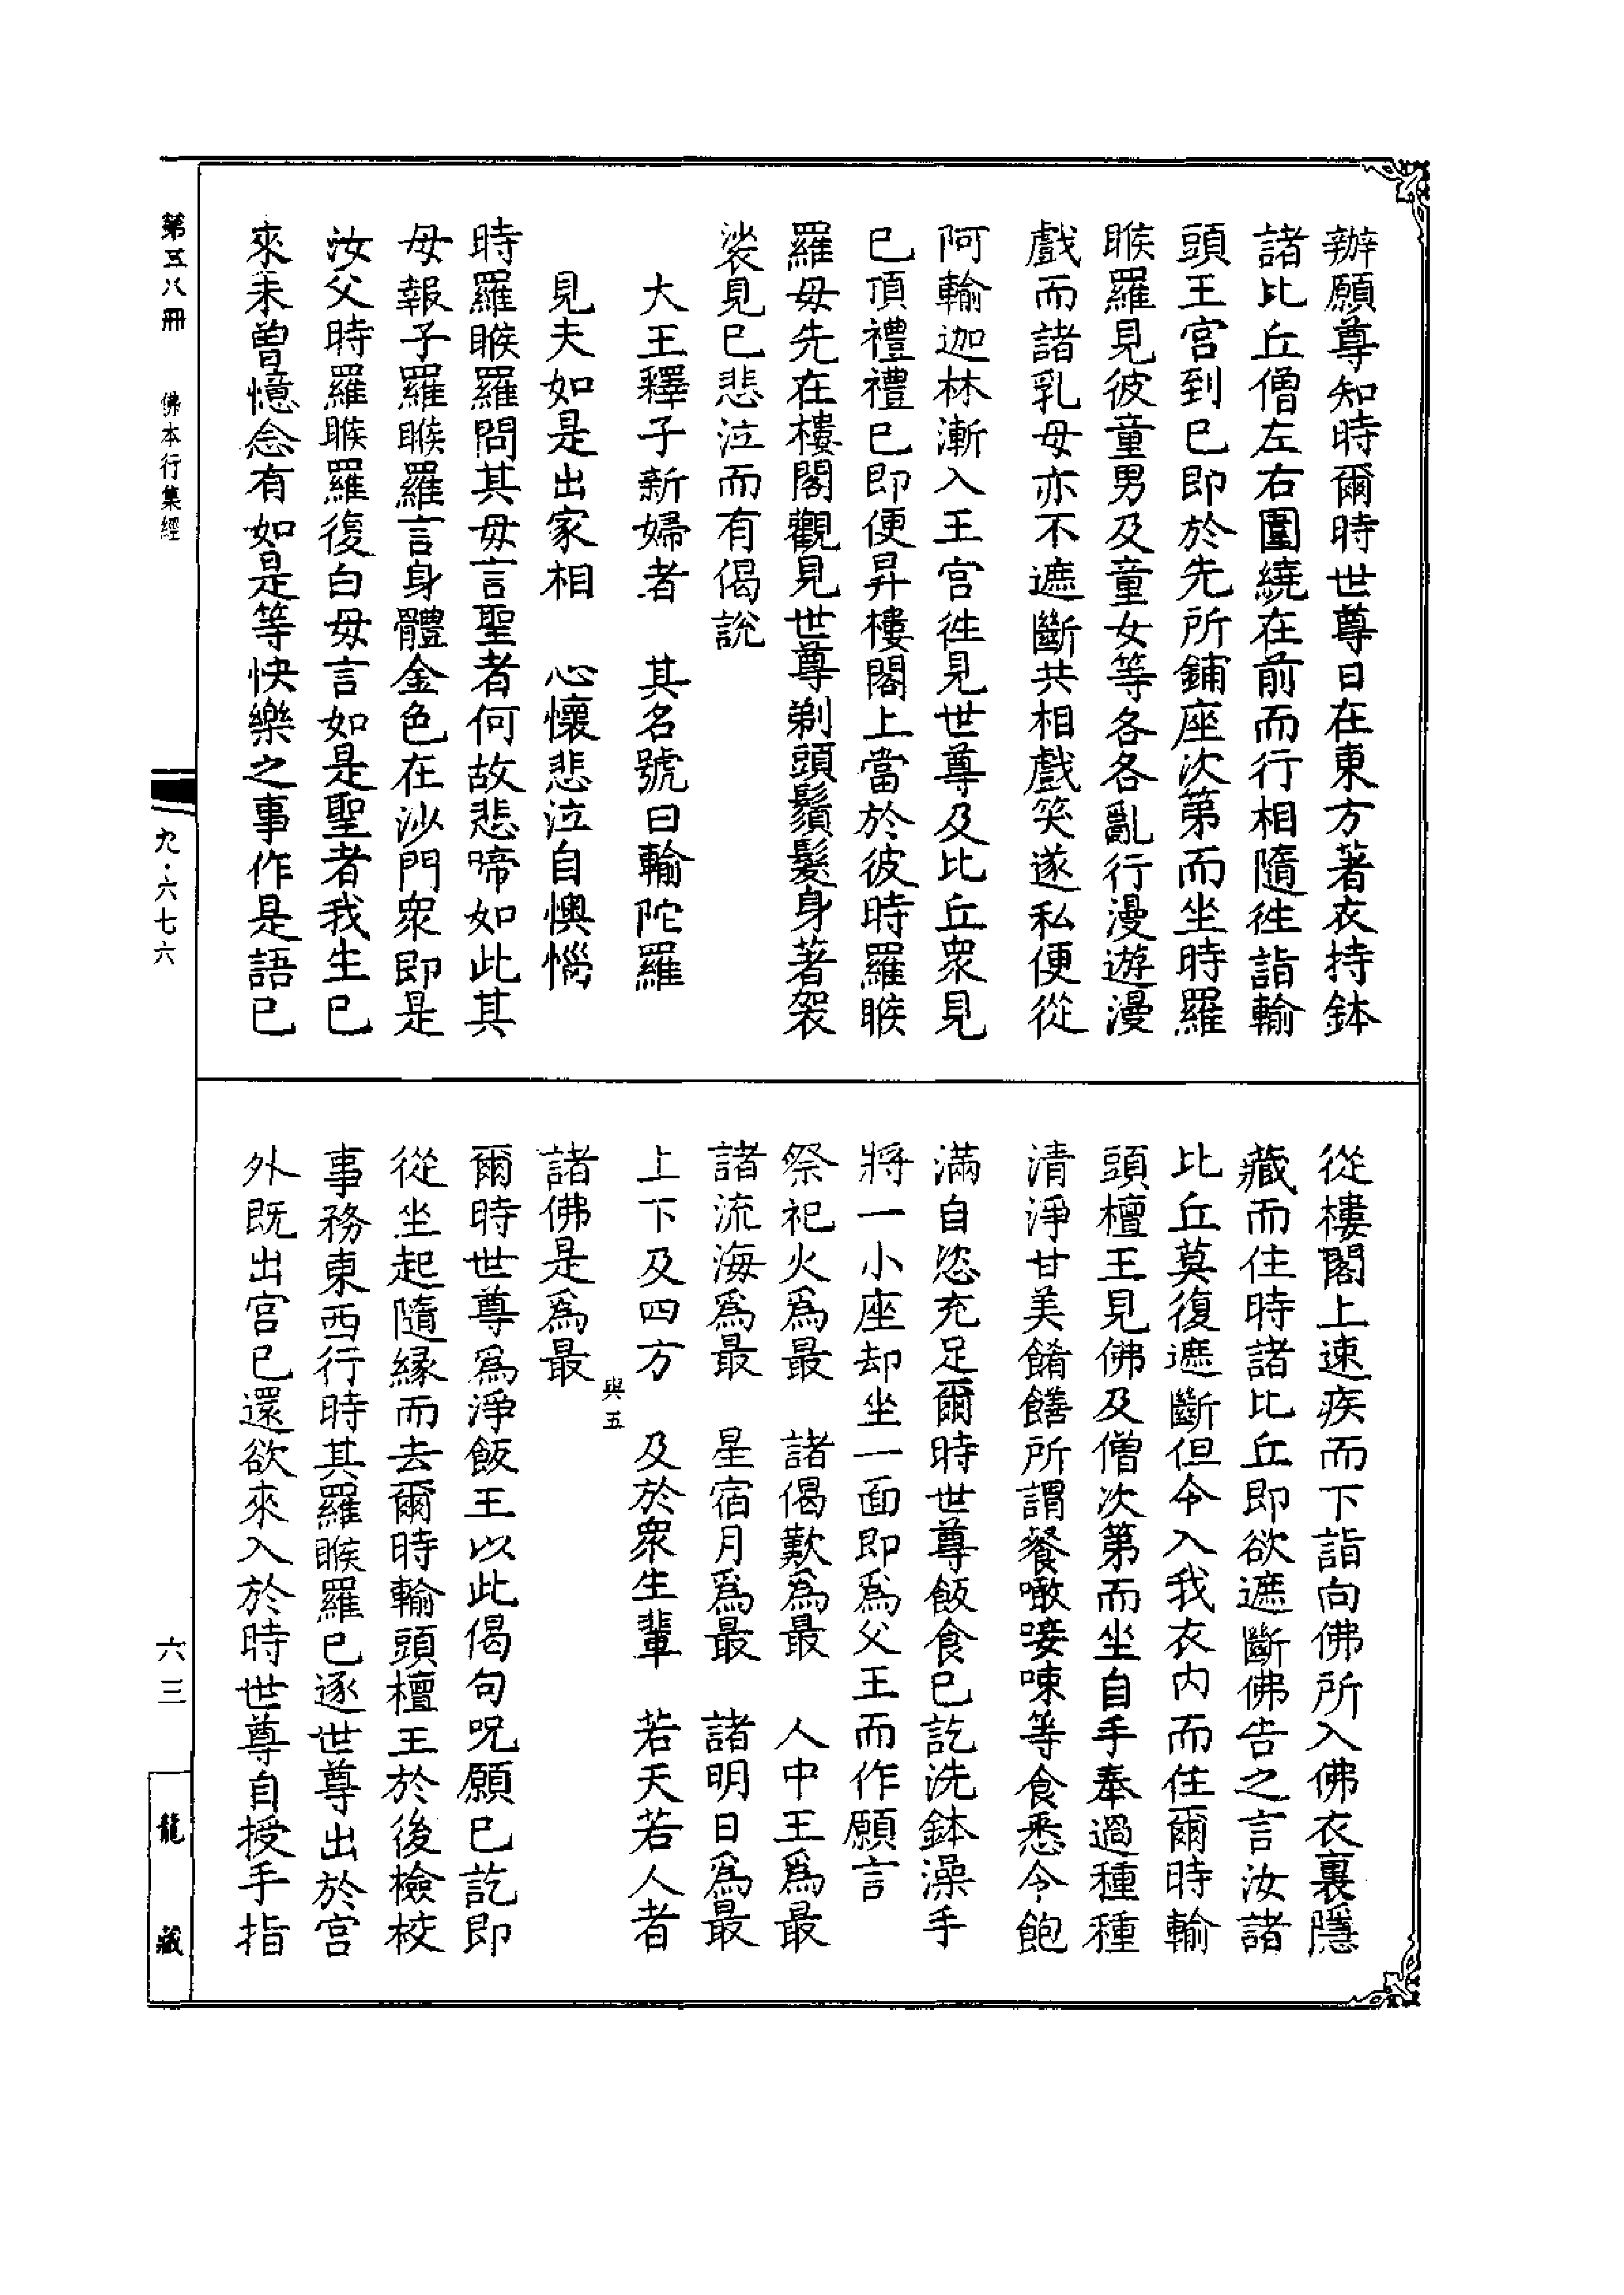 辦願尊知時爾時世尊日在東方著衣持鉢
諸比丘僧左右圍繞在前而行相隨徃詣輸
頭王宮到巳即於先所鋪座次第而坐時羅
睺羅見彼童男及童女等各各亂行漫遊漫
戲而諸乳母亦不遮斷共相戲笑遂私便從
阿輸迦林漸入王宮徃見世尊及比丘衆見
巳頂禮禮巳即便昇樓閣上當於彼時羅睺
羅母先在樓閣觀見世尊剃頭鬚髮身著袈
裟見巳悲泣而有偈說
大王釋子新婦者　其名號曰輸陀羅
見夫如是出家相　心懷悲泣自懊惱
時羅睺羅問其母言聖者何故悲啼如此其
母報子羅睺羅言身體金色在沙門衆即是
汝父時羅睺羅復白母言如是聖者我生巳
來未曾憶念有如是等快樂之事作是語巳
從樓閣上速疾而下詣向佛所入佛衣裏隱
藏而住時諸比丘即欲遮斷佛告之言汝諸
比丘莫復遮斷但令入我衣內而住爾時輸
頭檀王見佛及僧次第而坐自手奉過種種
清淨甘美餚饍所謂餐噉唼㖨等食悉令飽
滿自恣充足爾時世尊飯食巳訖洗鉢澡手
將一小座却坐一面即爲父王而作願言
祭祀火爲最　諸偈歎爲最　人中王爲最
諸流海爲最　星宿月爲最　諸明日爲最
上下及四方　及於衆生輩　若天若人者
諸佛是爲最
與五
爾時世尊爲淨飯王以此偈句呪願巳訖即
從坐起隨緣而去爾時輸頭檀王於後檢校
事務東西行時其羅睺羅巳逐世尊出於宮
外旣出宮巳還欲來入於時世尊自授手指
第五八冊　佛本行集經
九·六七六
六三
龍藏